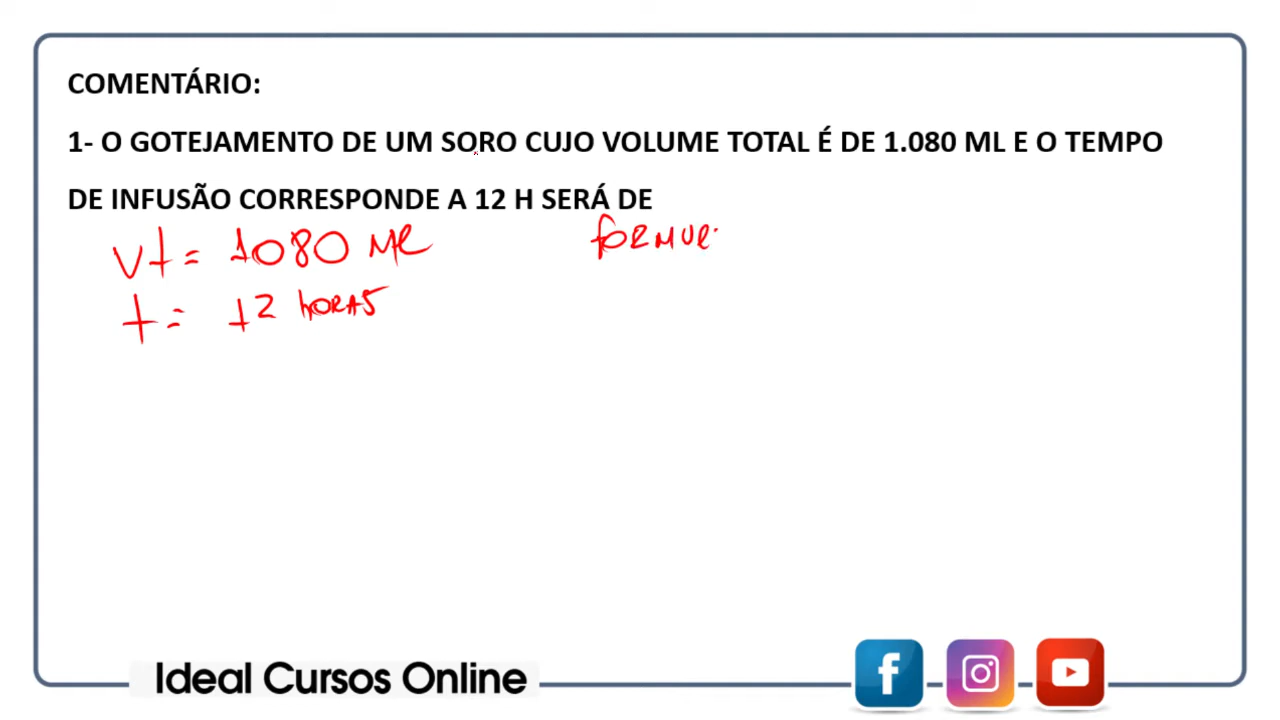 COMENTÁRIO:
1- O GOTEJAMENTO DE UM SORO CUJO VOLUME TOTAL É DE 1.080 ML E O TEMPO
DE INFUSÃO CORRESPONDE A 12 H SERÁ DE
Vt = 1080 Ml
formul
t = 12 horas
Ideal Cursos Online